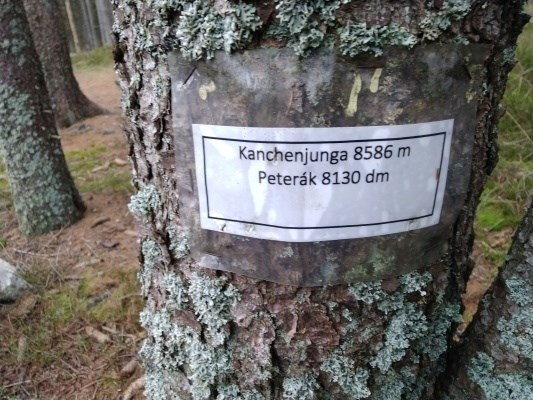 Kanchenjunga 8586 m
Peterák 8130 dm